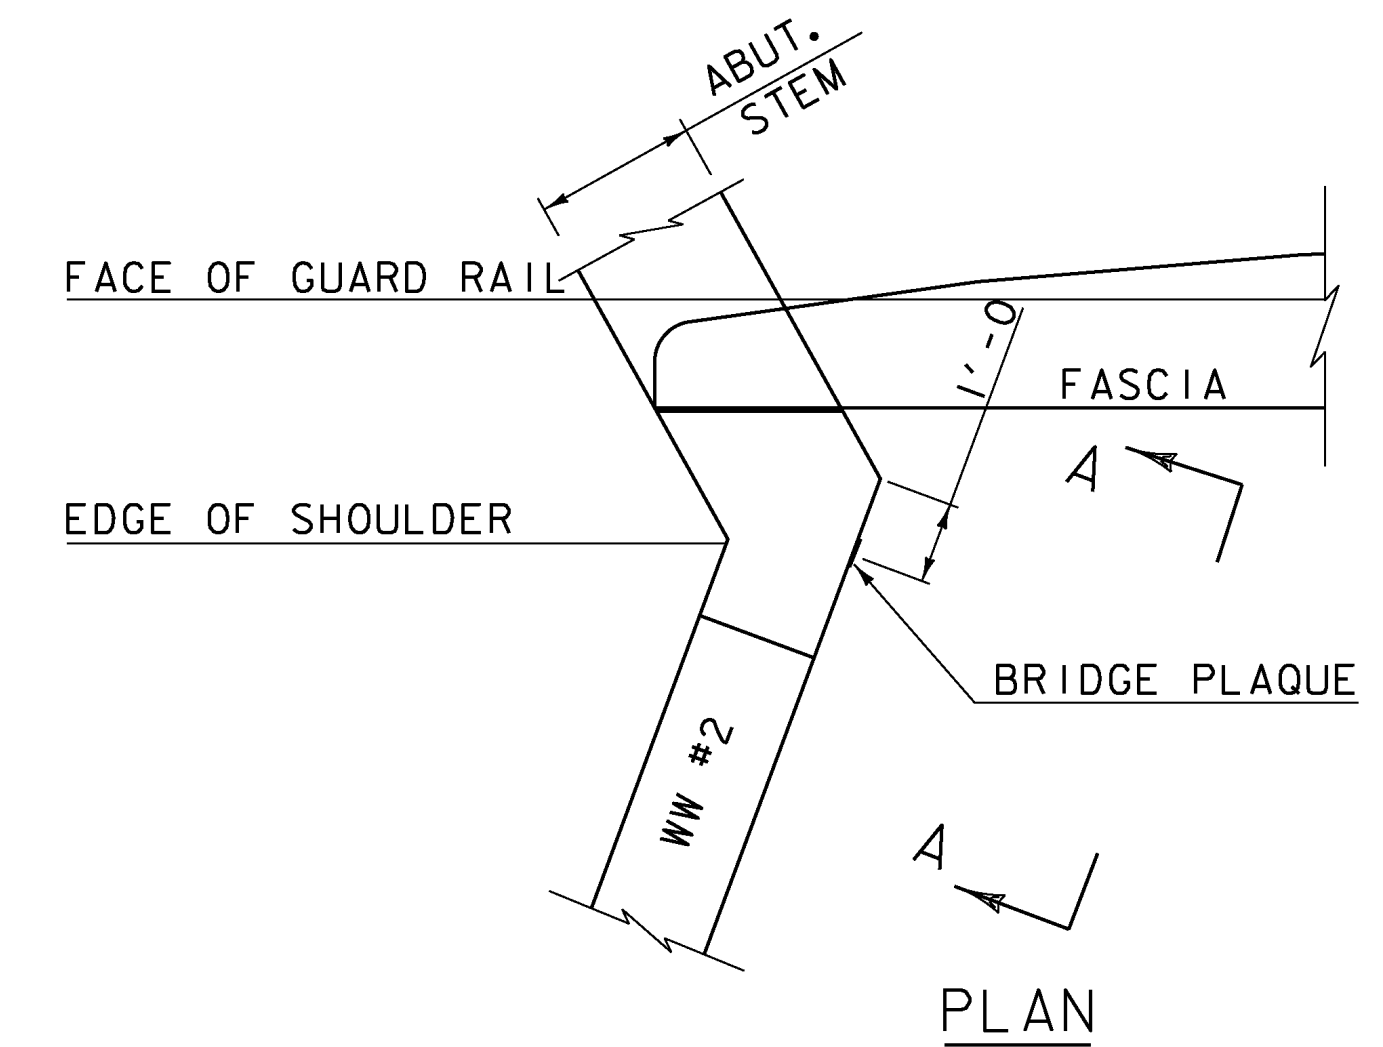 ABUT.
STEM
FACE OF GUARD RAIL
1'-0
FASCIA
A
EDGE OF SHOULDER
BRIDGE PLAQUE
WW #2
A
PLAN